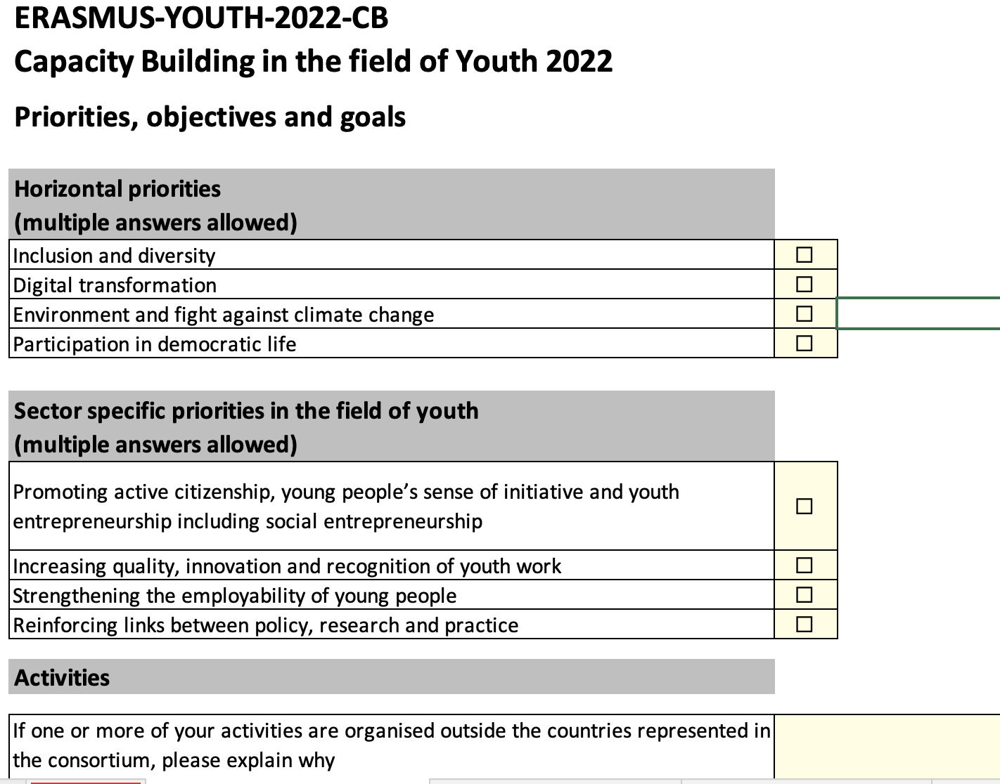 ERASMUS-YOUTH-2022-CB
Capacity Building in the field of Youth 2022
Priorities, objectives and goals
Horizontal priorities
(multiple answers allowed)
Inclusion and diversity
Digital transformation
Environment and fight against climate change
Participation in democratic life
Sector specific priorities in the field of youth
(multiple answers allowed)
Promoting active citizenship, young people’s sense of initiative and youth
entrepreneurship including social entrepreneurship
Increasing quality, innovation and recognition of youth work
Strengthening the employability of young people
Reinforcing links between policy, research and practice
Activities
If one or more of your activities are organised outside the countries represented in
the consortium, please explain why